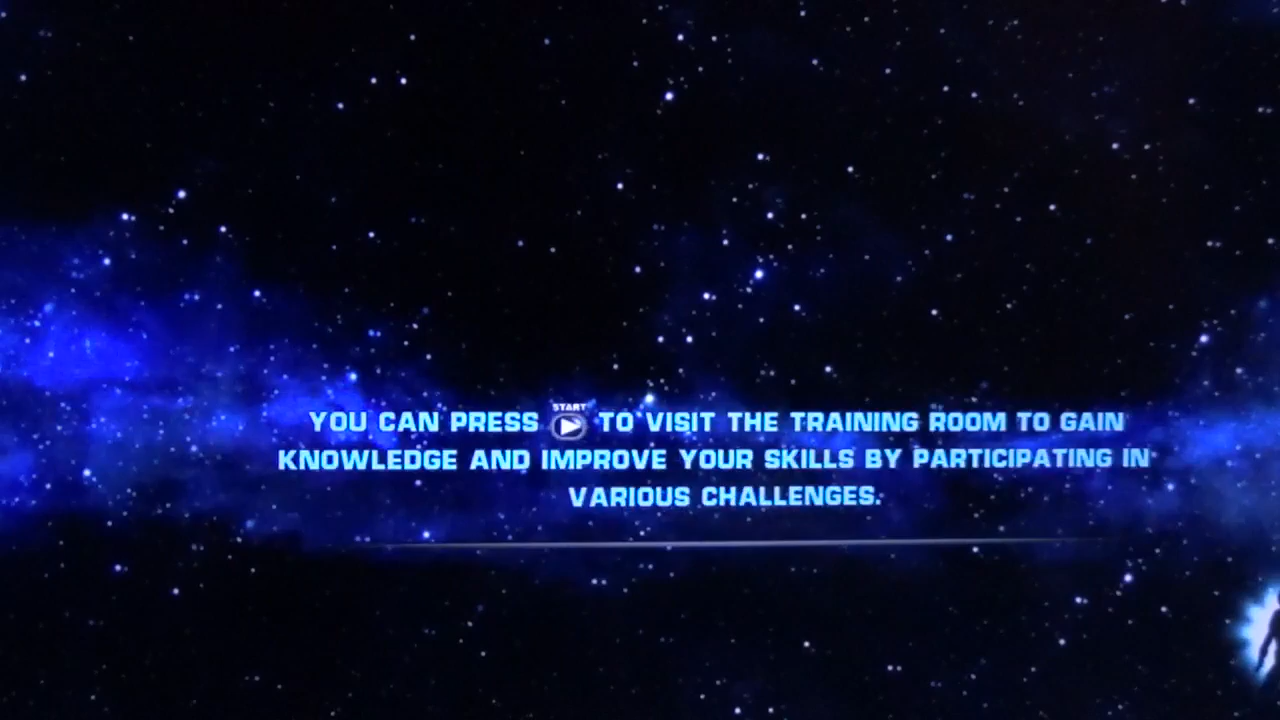 YOU CAN PRESS START TO VISIT THE TRAINING ROOM TO GAIN
KNOWLEDGE AND IMPROVE YOUR SKILLS BY PARTICIPATING IN
VARIOUS CHALLENGES.